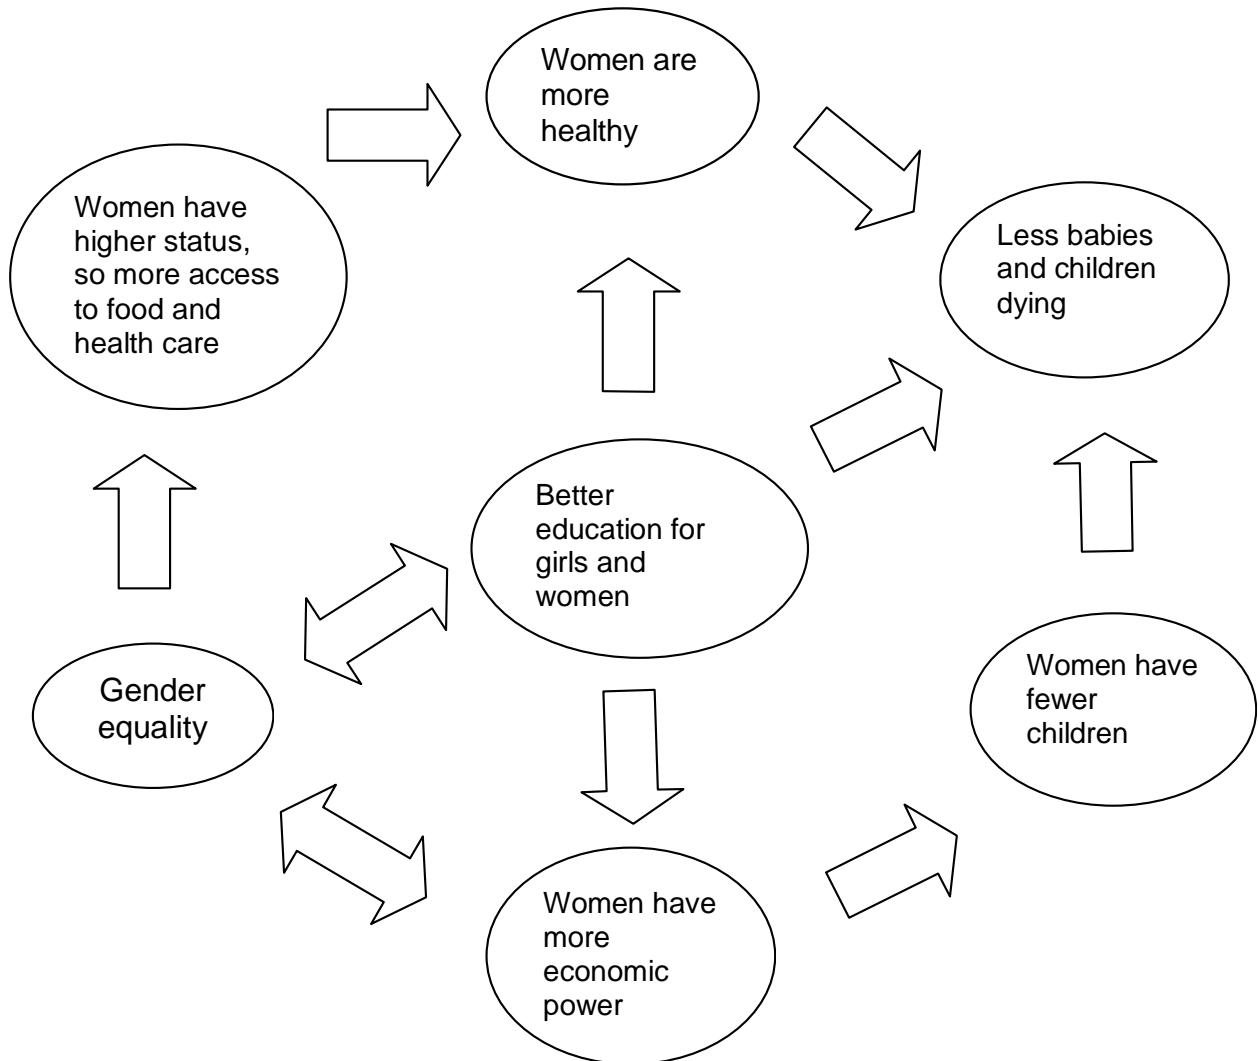 Women are
more
healthy
Women have
higher status,
so more access
to food and
health care
Less babies
and children
dying
Better
education for
girls and
women
Gender
equality
Women have
fewer
children
Women have
more
economic
power